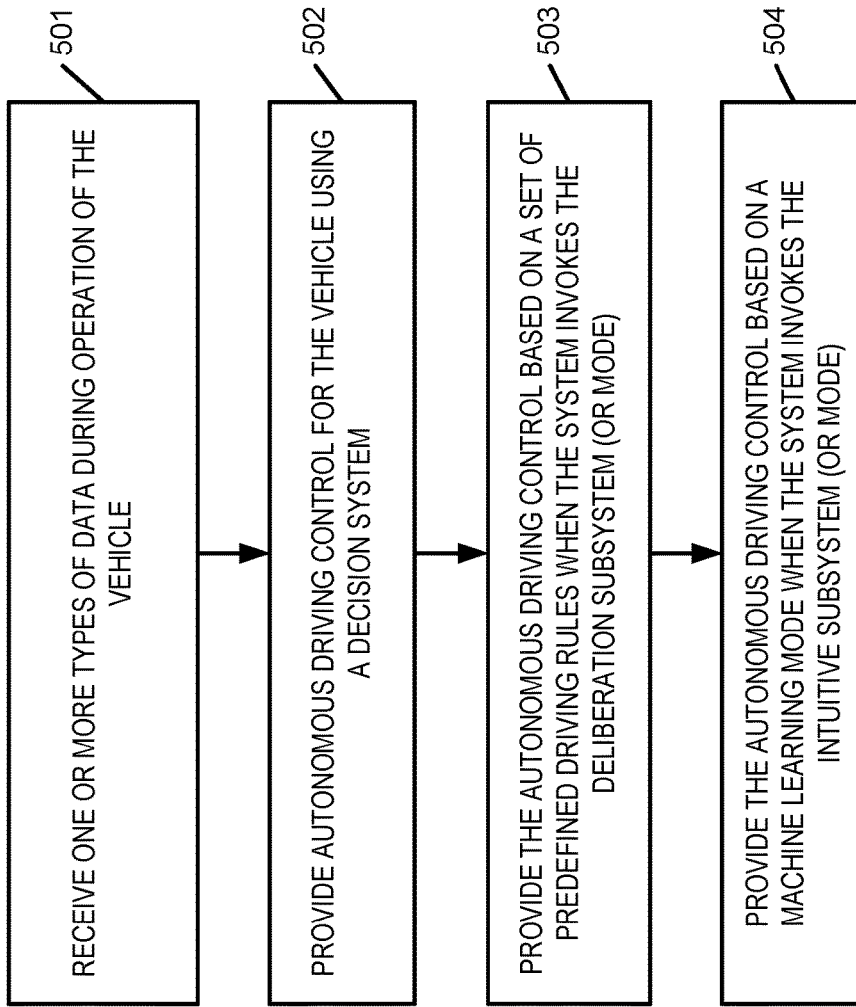 RECEIVE ONE OR MORE TYPES OF DATA DURING OPERATION OF THE
VEHICLE
501
PROVIDE AUTONOMOUS DRIVING CONTROL FOR THE VEHICLE USING
A DECISION SYSTEM
502
PROVIDE THE AUTONOMOUS DRIVING CONTROL BASED ON A SET OF
PREDEFINED DRIVING RULES WHEN THE SYSTEM INVOKES THE
DELIBERATION SUBSYSTEM (OR MODE)
503
PROVIDE THE AUTONOMOUS DRIVING CONTROL BASED ON A
MACHINE LEARNING MODE WHEN THE SYSTEM INVOKES THE
INTUITIVE SUBSYSTEM (OR MODE)
504